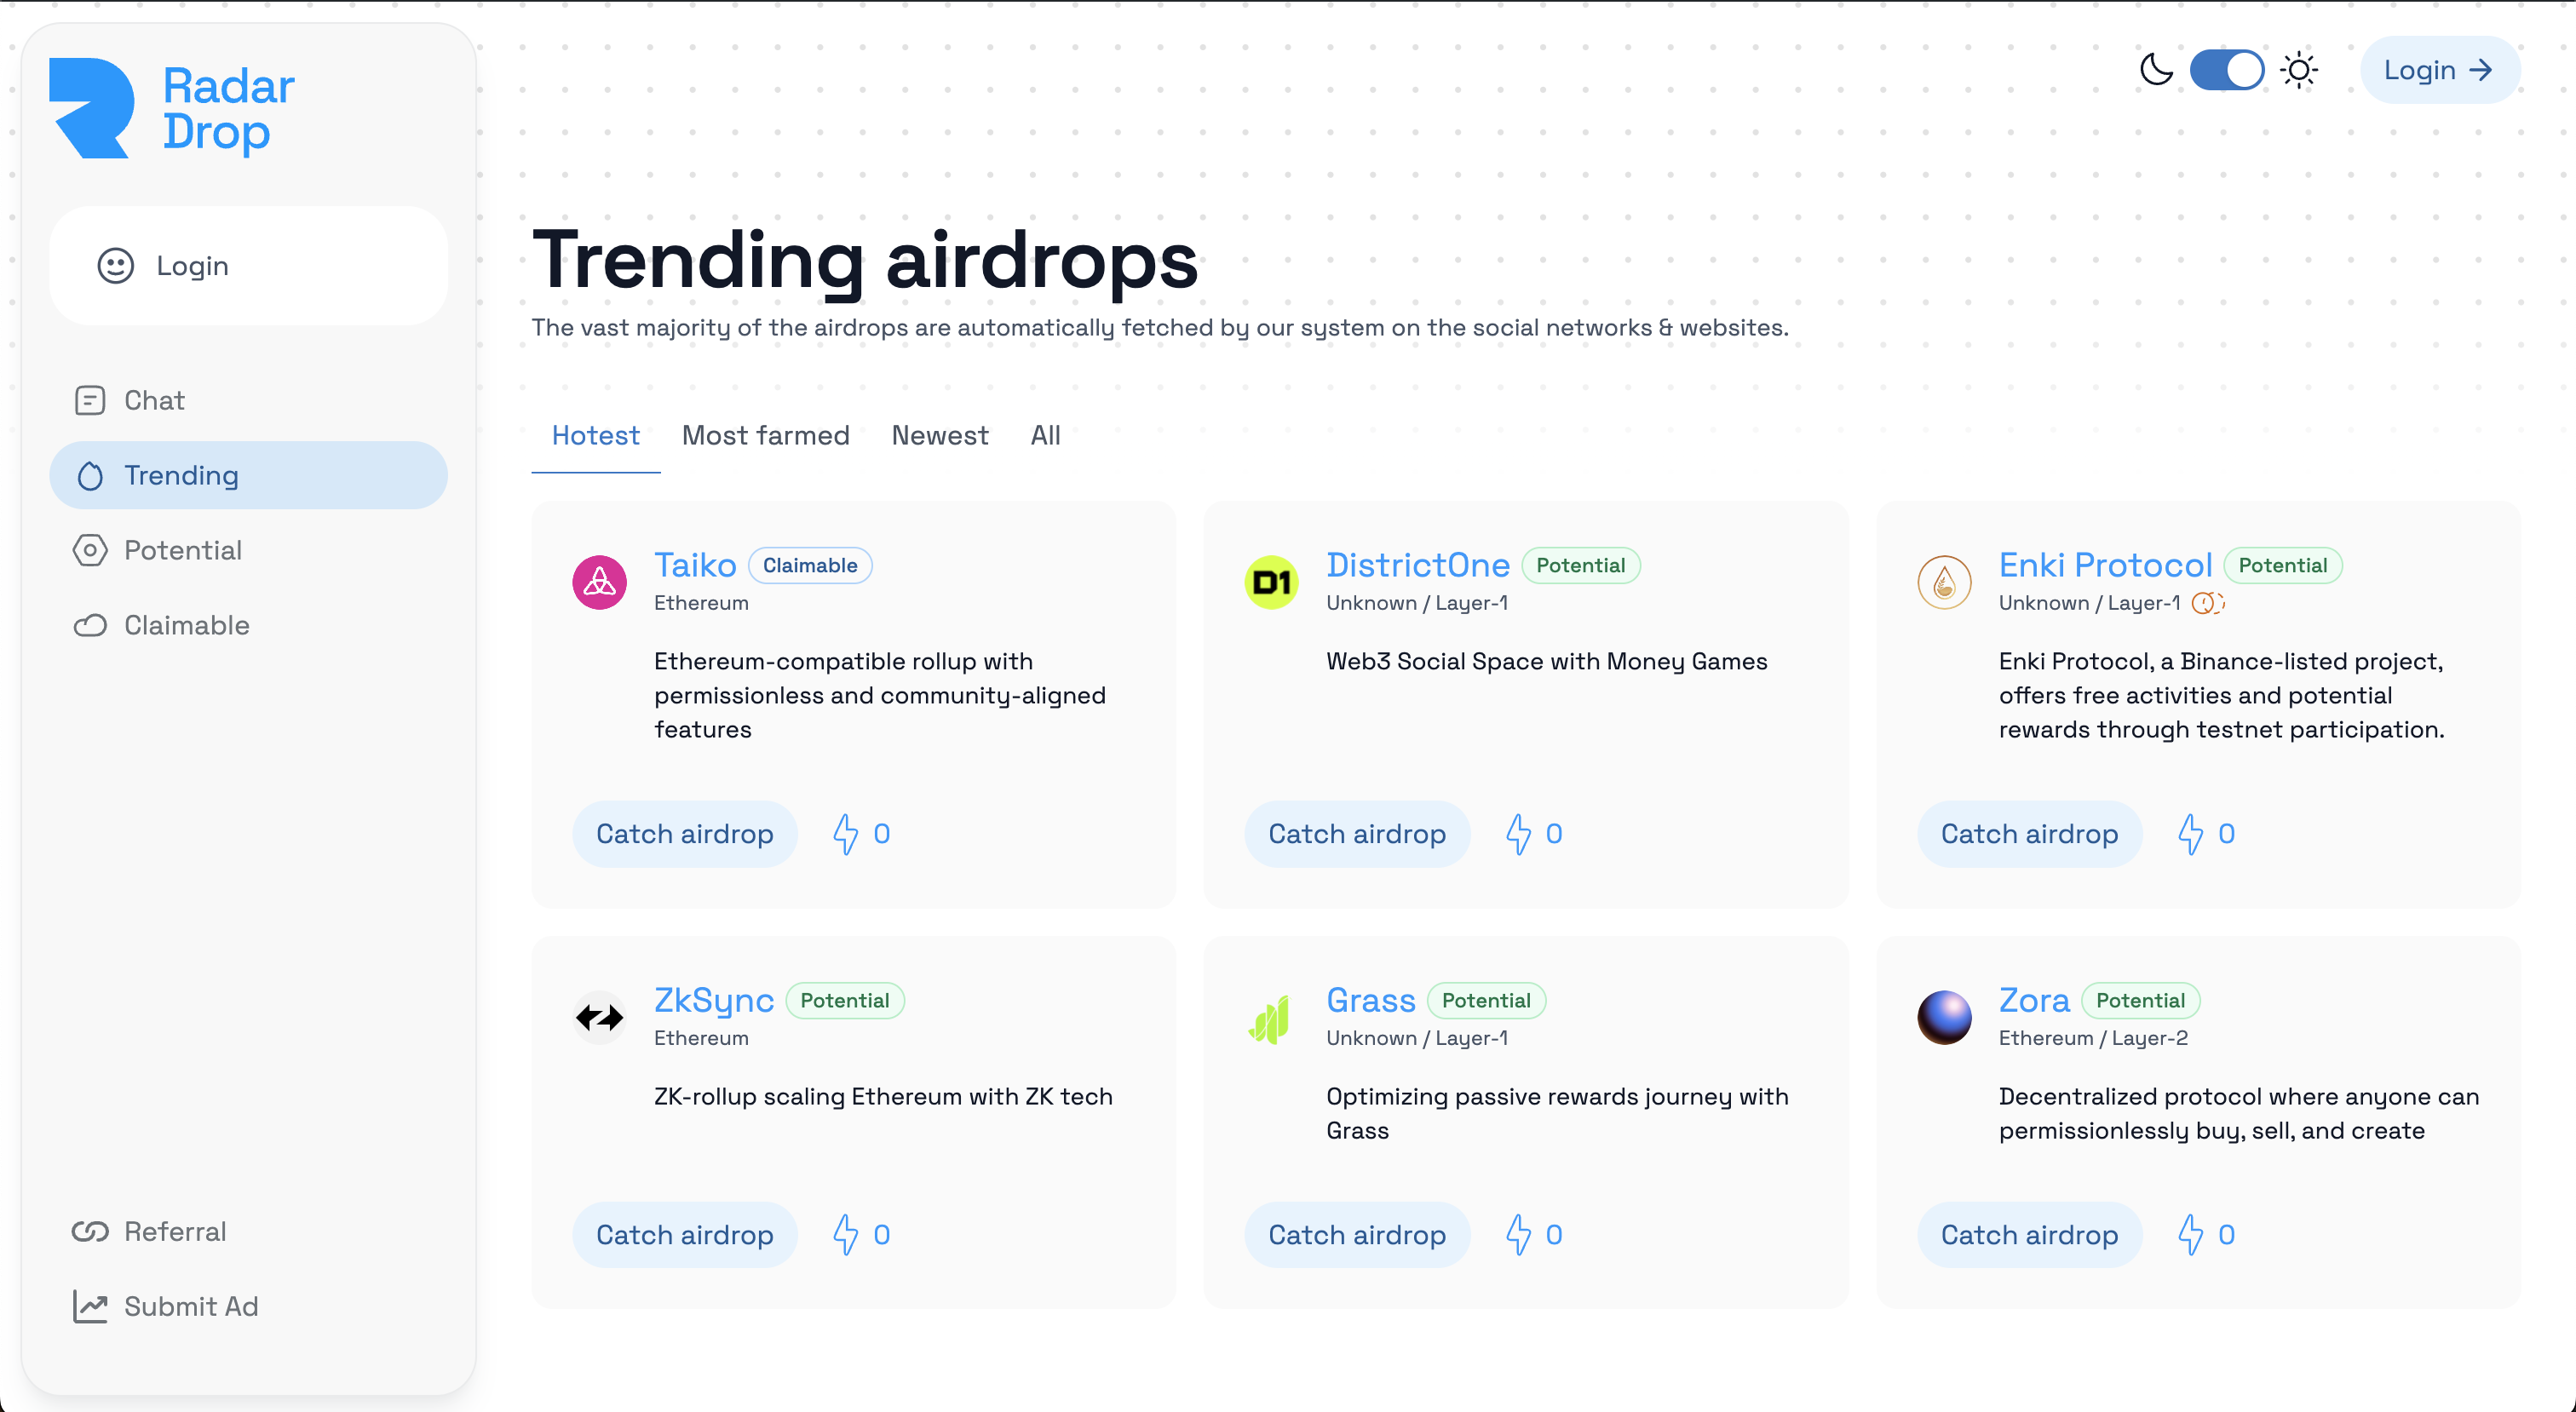 Radar
Drop
Login
Chat
Trending
Potential
Claimable
Referral
Submit Ad
Login
Trending airdrops
The vast majority of the airdrops are automatically fetched by our system on the social networks & websites.
Hotest Most farmed Newest All
Taiko Claimable
Ethereum
Ethereum-compatible rollup with
permissionless and community-aligned
features
Catch airdrop 0
D1
DistrictOne Potential
Unknown / Layer-1
Web3 Social Space with Money Games
Catch airdrop 0
Enki Protocol Potential
Unknown / Layer-1
Enki Protocol, a Binance-listed project,
offers free activities and potential
rewards through testnet participation.
Catch airdrop 0
ZkSync Potential
Ethereum
ZK-rollup scaling Ethereum with ZK tech
Catch airdrop 0
Grass Potential
Unknown / Layer-1
Optimizing passive rewards journey with
Grass
Catch airdrop 0
Zora Potential
Ethereum / Layer-2
Decentralized protocol where anyone can
permissionlessly buy, sell, and create
Catch airdrop 0